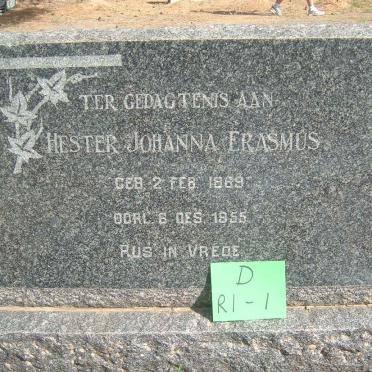 TER GEDAGTENIS AAN
HESTER JOHANNA ERASMUS
GEB. 2 FEB. 1869
OORL. 6 DES. 1955
RUS IN VREDE
D
R1-1